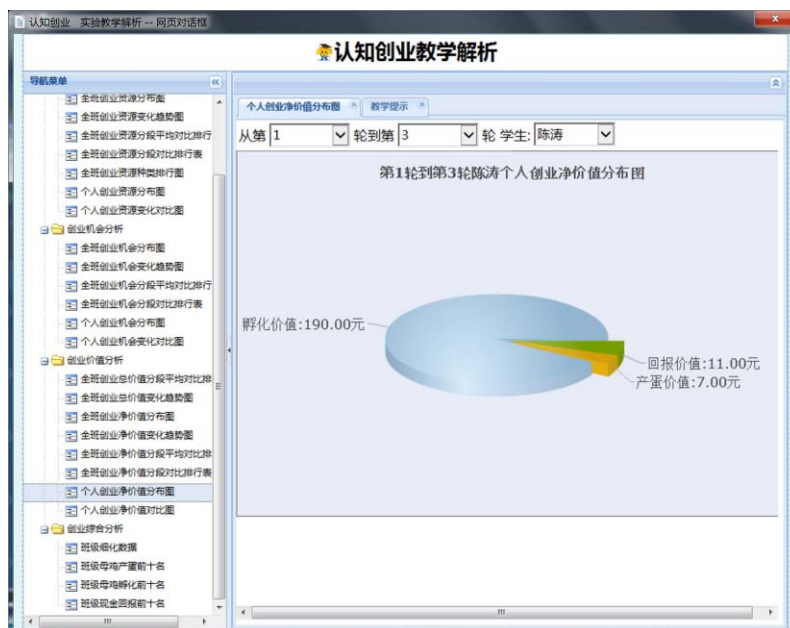 认知创业 实验教学解析 -- 网页对话框
认知创业教学解析
导航菜单
全班创业资源分布图
全班创业资源变化趋势图
全班创业资源分段平均对比排行
全班创业资源分段对比排行表
全班创业资源种类排行图
个人创业资源分布图
个人创业资源变化对比图
创业机会分析
全班创业机会分布图
全班创业机会变化趋势图
全班创业机会分段平均对比排行
全班创业机会分段对比排行表
个人创业机会分布图
个人创业机会变化对比图
创业价值分析
全班创业总价值分段平均对比排
全班创业总价值变化趋势图
全班创业净价值分布图
全班创业净价值变化趋势图
全班创业净价值分段平均对比排
全班创业净价值分段对比排行表
个人创业净价值分布图
个人创业净价值对比图
创业综合分析
班级细化数据
班级母鸡产蛋前十名
班级母鸡孵化前十名
班级现金回报前十名
个人创业净价值分布图 教学提示
从第 1 轮到第 3 轮 学生: 陈涛
第1轮到第3轮陈涛个人创业净价值分布图
孵化价值:190.00元
回报价值:11.00元
产蛋价值:7.00元